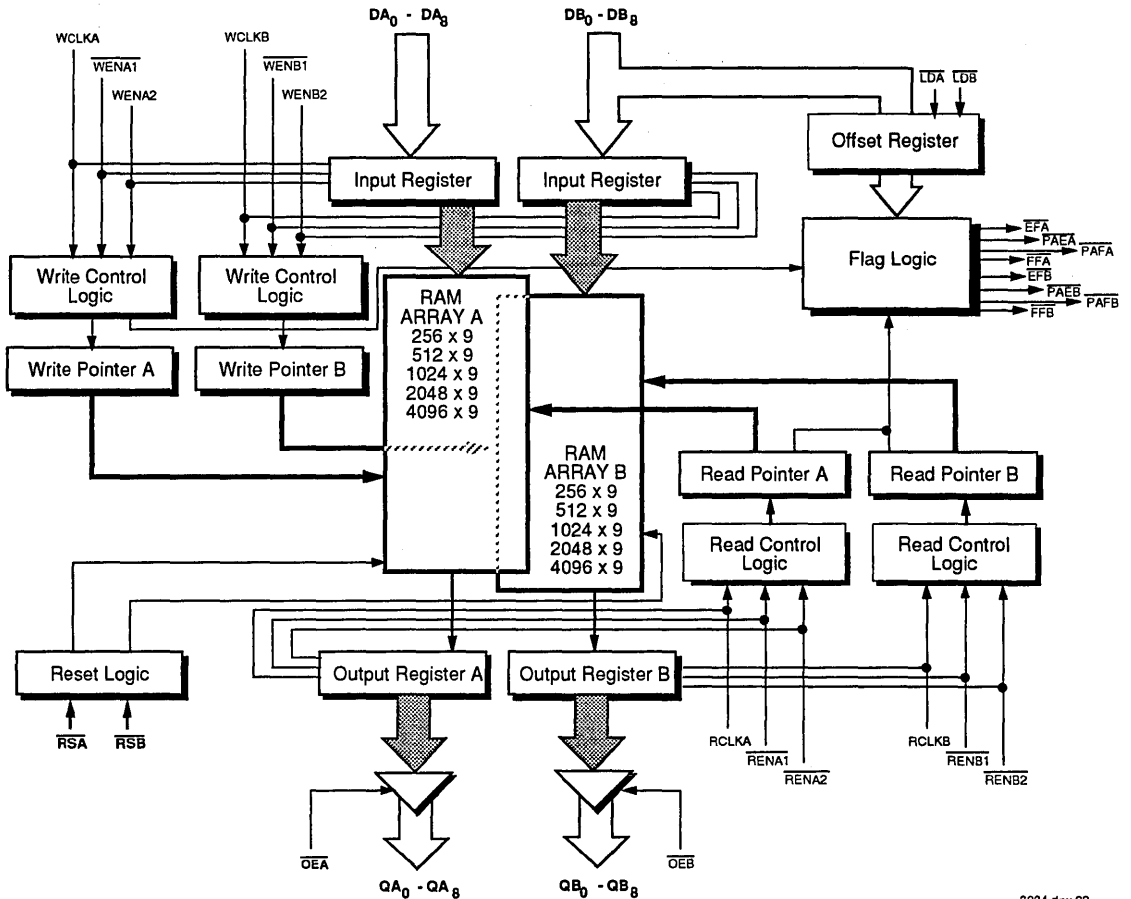 DA₀ - DA₈
DB₀ - DB₈
WCLKA
WENA1
WENA2
WCLKB
WENB1
WENB2
LDA LDB
Offset Register
Input Register
Input Register
Write Control
Logic
Write Control
Logic
Flag Logic
EFA
PAEA
PAFA
FFA
EFB
PAEB
PAFB
FFB
Write Pointer A
Write Pointer B
RAM
ARRAY A
256 x 9
512 x 9
1024 x 9
2048 x 9
4096 x 9
RAM
ARRAY B
256 x 9
512 x 9
1024 x 9
2048 x 9
4096 x 9
Read Pointer A
Read Pointer B
Read Control
Logic
Read Control
Logic
Reset Logic
RSA
RSB
Output Register A
Output Register B
RCLKA
RENA1
RENA2
RCLKB
RENB1
RENB2
OEA
OEB
QA₀ - QA₈
QB₀ - QB₈